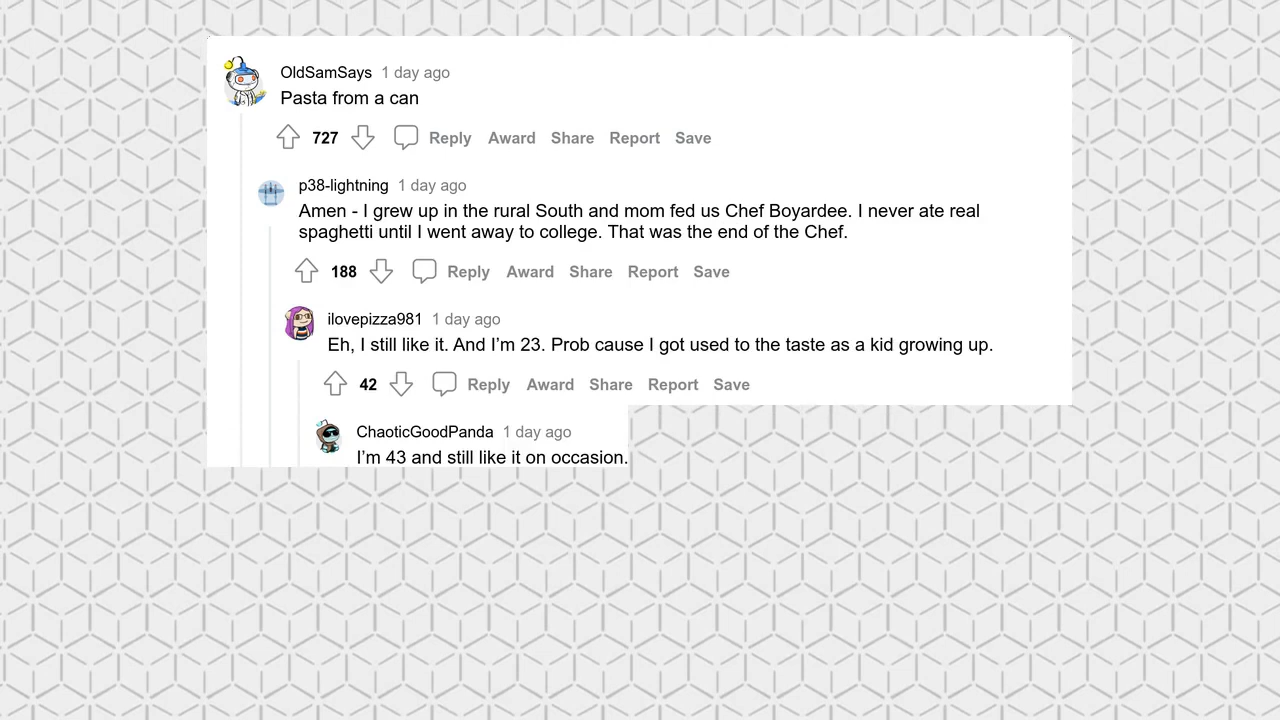 OldSamSays 1 day ago
Pasta from a can
727 Reply Award Share Report Save
p38-lightning 1 day ago
Amen - I grew up in the rural South and mom fed us Chef Boyardee. I never ate real
spaghetti until I went away to college. That was the end of the Chef.
188 Reply Award Share Report Save
ilovepizza981 1 day ago
Eh, I still like it. And I’m 23. Prob cause I got used to the taste as a kid growing up.
42 Reply Award Share Report Save
ChaoticGoodPanda 1 day ago
I’m 43 and still like it on occasion.